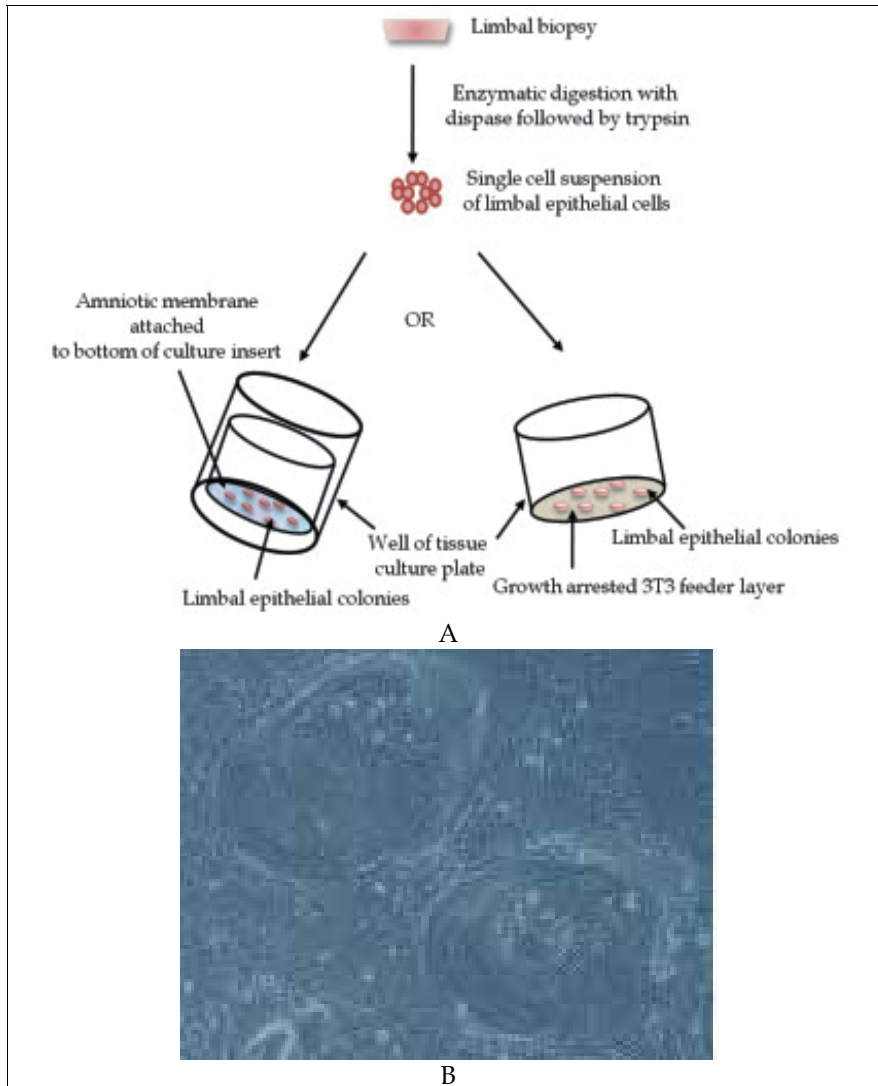 Limbal biopsy
Enzymatic digestion with
dispase followed by trypsin
Single cell suspension
of limbal epithelial cells
Amniotic membrane
attached
to bottom of culture insert
OR
Well of tissue
culture plate
Limbal epithelial colonies
Limbal epithelial colonies
Growth arrested 3T3 feeder layer
A
B